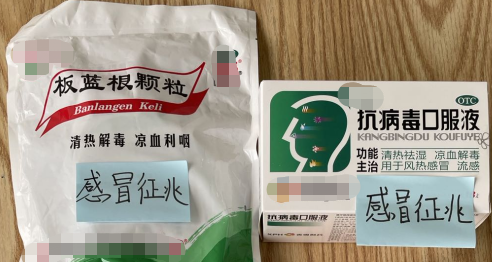 板蓝根颗粒
Banlangen Keli
清热解毒 凉血利咽
感冒征兆
OTC
抗病毒口服液
KANGBINGDU KOUFUYE
功能 清热祛湿 凉血解毒
主治 用于风热感冒 流感
感冒征兆
抗病毒口服液